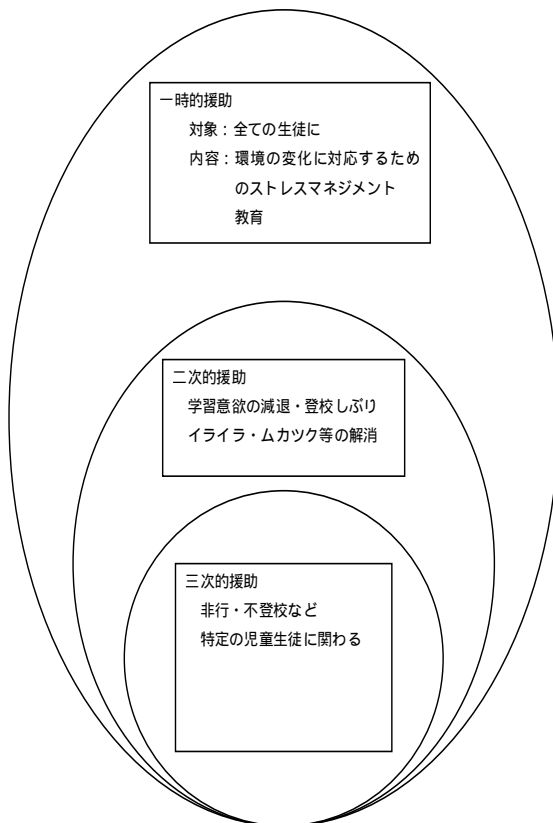 一時的援助
対象：全ての生徒に
内容：環境の変化に対応するため
のストレスマネジメント
教育
二次的援助
学習意欲の減退・登校しぶり
イライラ・ムカツク等の解消
三次的援助
非行・不登校など
特定の児童生徒に関わる